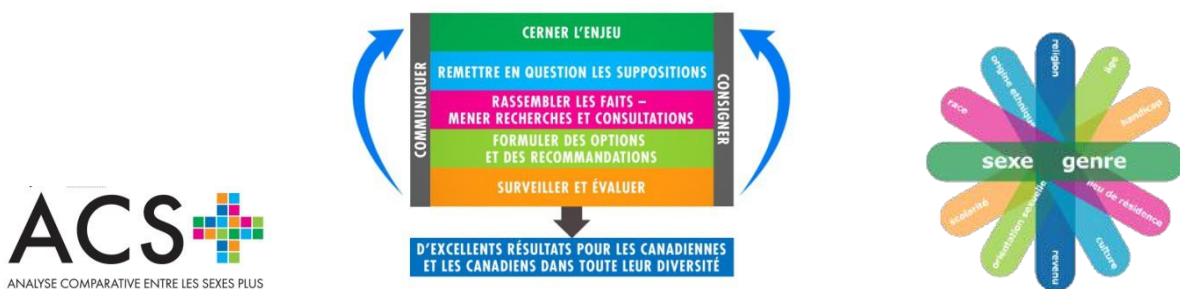 ACS
ANALYSE COMPARATIVE ENTRE LES SEXES PLUS
COMMUNIQUER
CERNER L'ENJEU
REMETTRE EN QUESTION LES SUPPOSITIONS
RASSEMBLER LES FAITS –
MENER RECHERCHES ET CONSULTATIONS
FORMULER DES OPTIONS
ET DES RECOMMANDATIONS
SURVEILLER ET ÉVALUER
CONSIGNER
D'EXCELLENTS RÉSULTATS POUR LES CANADIENNES
ET LES CANADIENS DANS TOUTE LEUR DIVERSITÉ
religion
âge
origine ethnique
handicap
race
sexe genre
lieu de résidence
scolarité
culture
orientation sexuelle
revenu